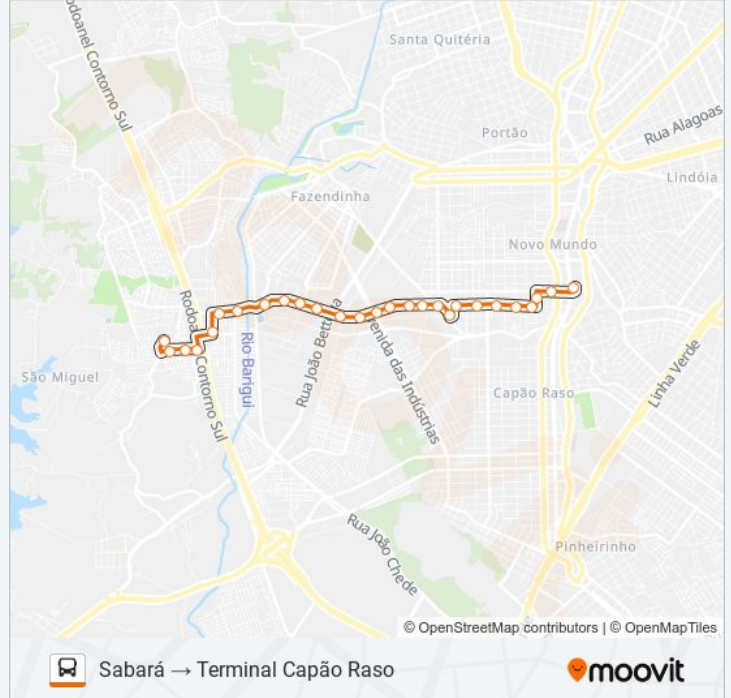 Rodoanel Contorno Sul
Santa Quitéria
Rua Alagoas
Portão
Lindóia
Fazendinha
Novo Mundo
Rodoanel Contorno Sul
Rio Barigui
Rua João Bettega
Avenida das Indústrias
São Miguel
Capão Raso
Linha Verde
Rua João Chede
Pinheirinho
© OpenStreetMap contributors | © OpenMapTiles
Sabará → Terminal Capão Raso
moovit